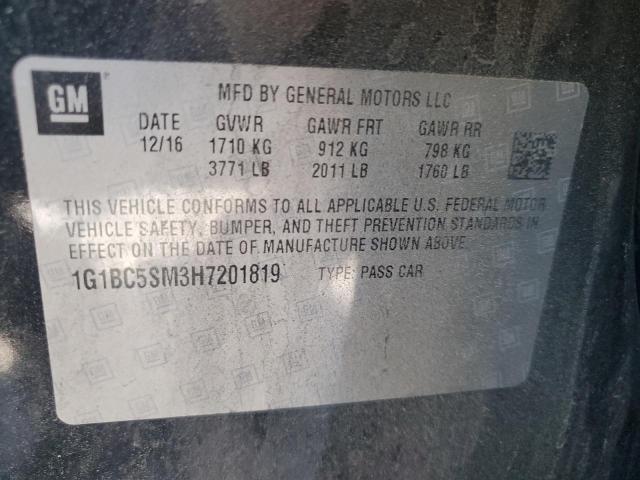 GM
MFD BY GENERAL MOTORS LLC
DATE GVWR GAWR FRT GAWR RR
12/16 1710 KG 912 KG 798 KG
3771 LB 2011 LB 1760 LB
THIS VEHICLE CONFORMS TO ALL APPLICABLE U.S. FEDERAL MOTOR
VEHICLE SAFETY, BUMPER, AND THEFT PREVENTION STANDARDS IN
EFFECT ON THE DATE OF MANUFACTURE SHOWN ABOVE.
1G1BC5SM3H7201819 TYPE: PASS CAR